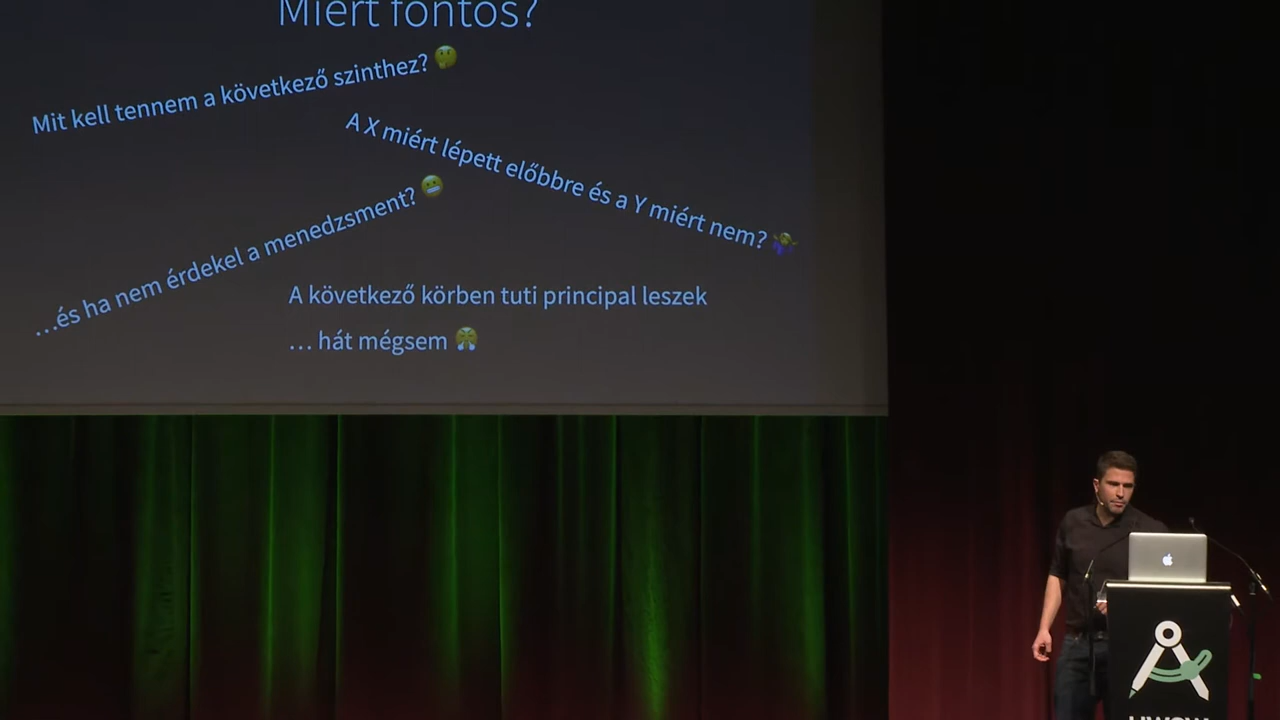 Miért fontos?
Mit kell tennem a következő szinthez? 🤔
A X miért lépett előbbre és a Y miért nem? 🤷‍♀️
...és ha nem érdekel a menedzsment? 😬
A következő körben tuti principal leszek
... hát mégsem 😤